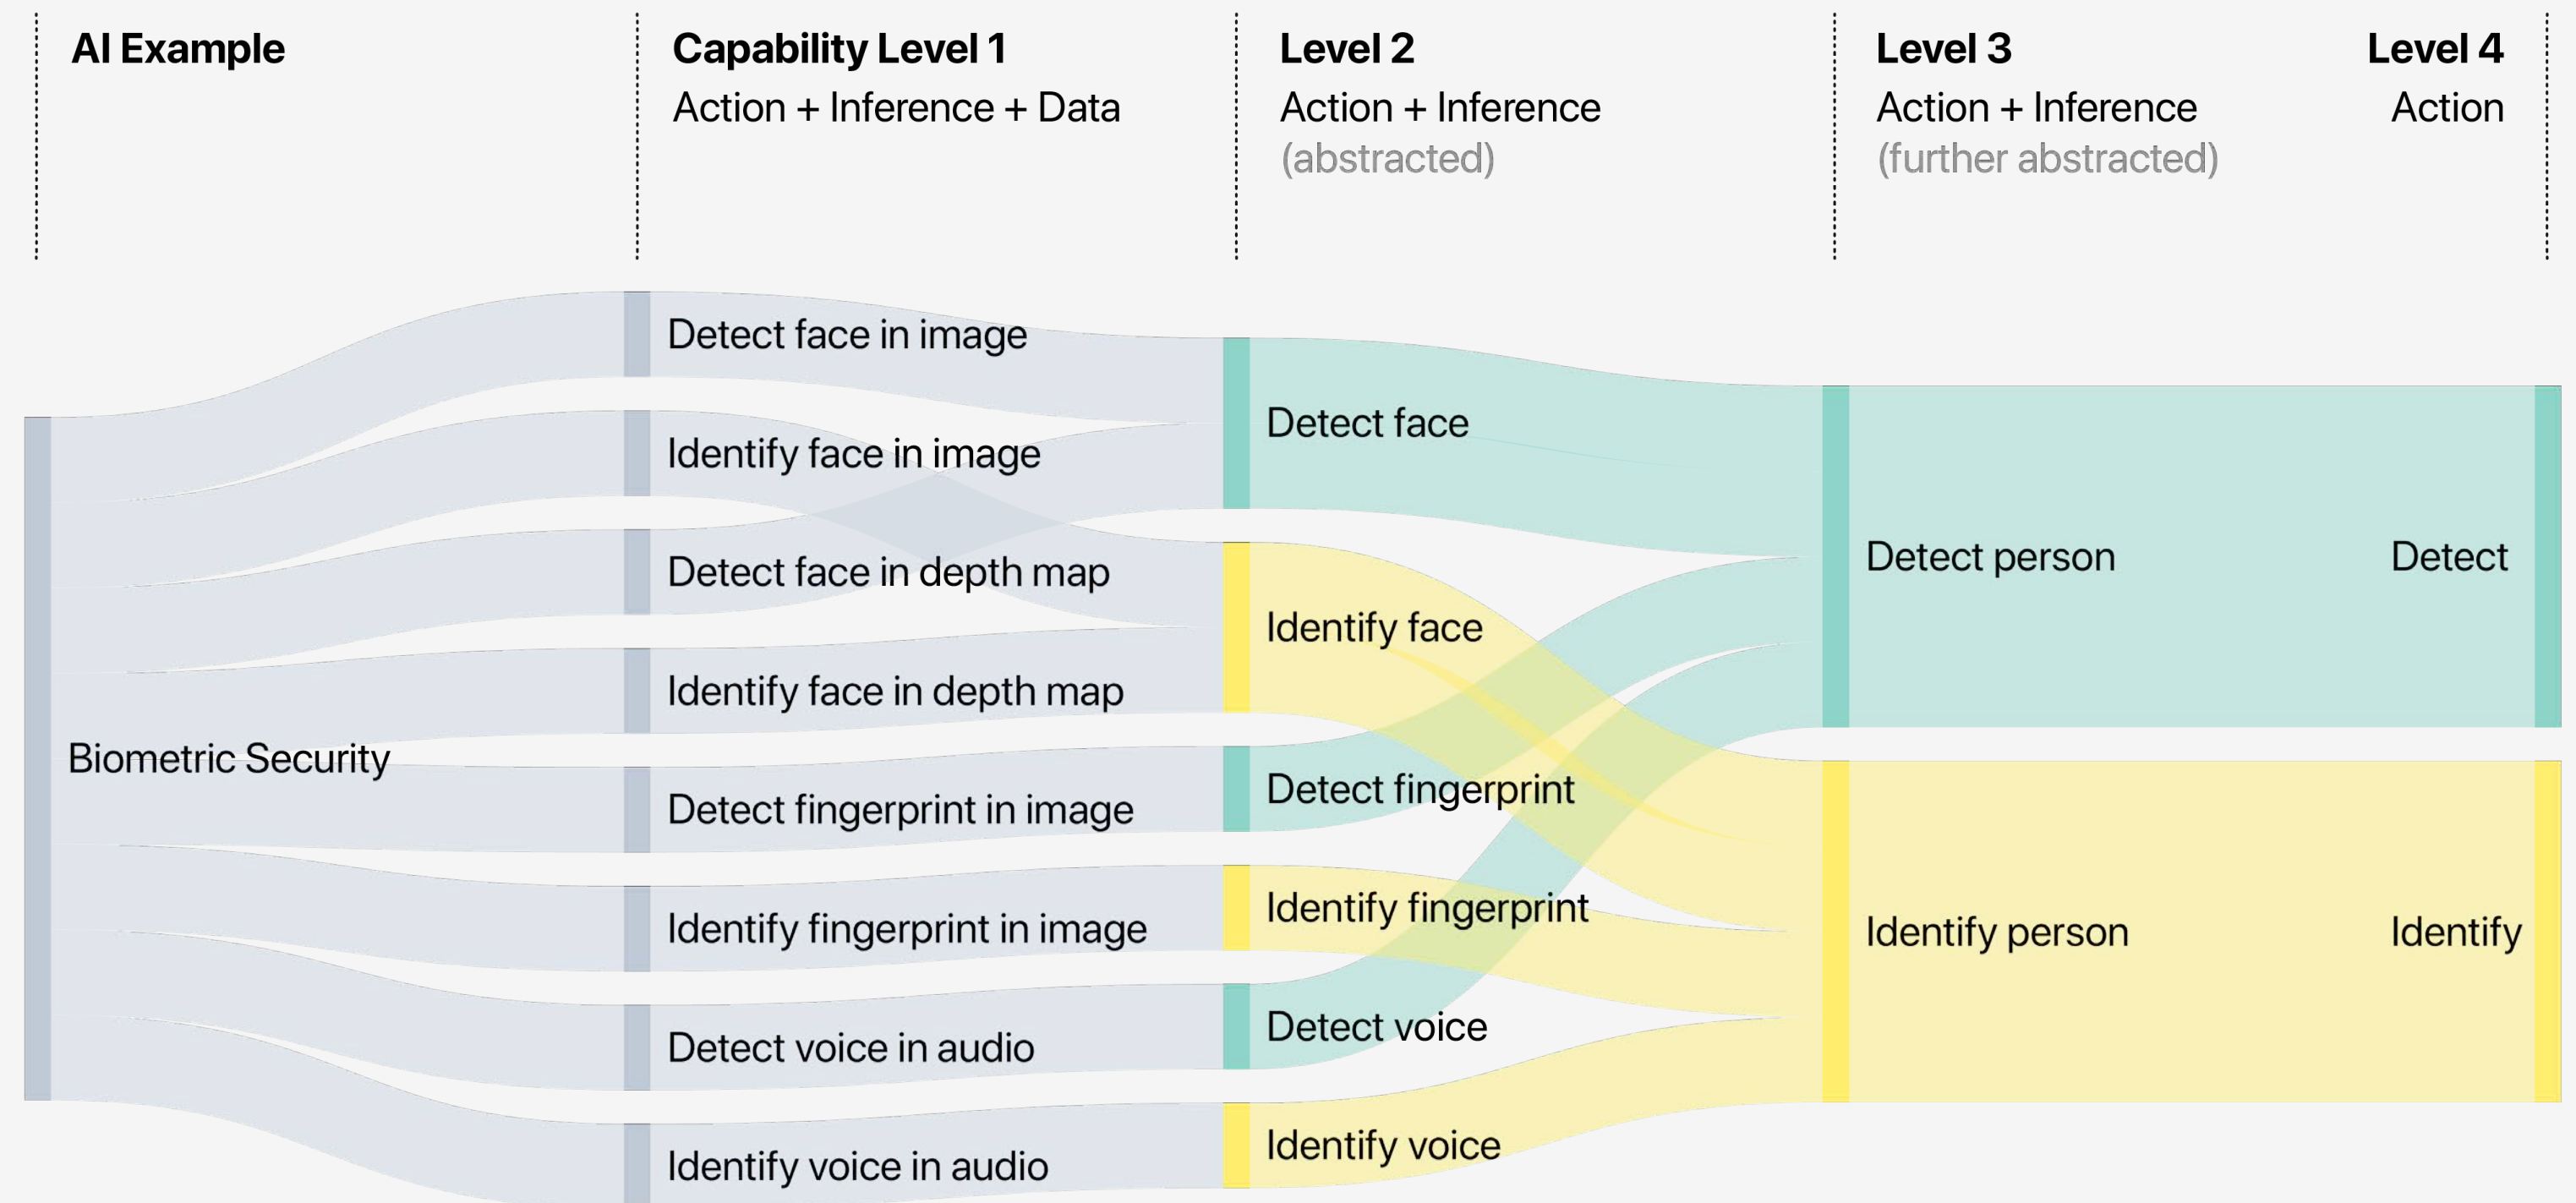 AI Example
Capability Level 1
Action + Inference + Data
Level 2
Action + Inference
(abstracted)
Level 3
Action + Inference
(further abstracted)
Level 4
Action
Biometric Security
Detect face in image
Identify face in image
Detect face in depth map
Identify face in depth map
Detect fingerprint in image
Identify fingerprint in image
Detect voice in audio
Identify voice in audio
Detect face
Identify face
Detect fingerprint
Identify fingerprint
Detect voice
Identify voice
Detect person
Identify person
Detect
Identify